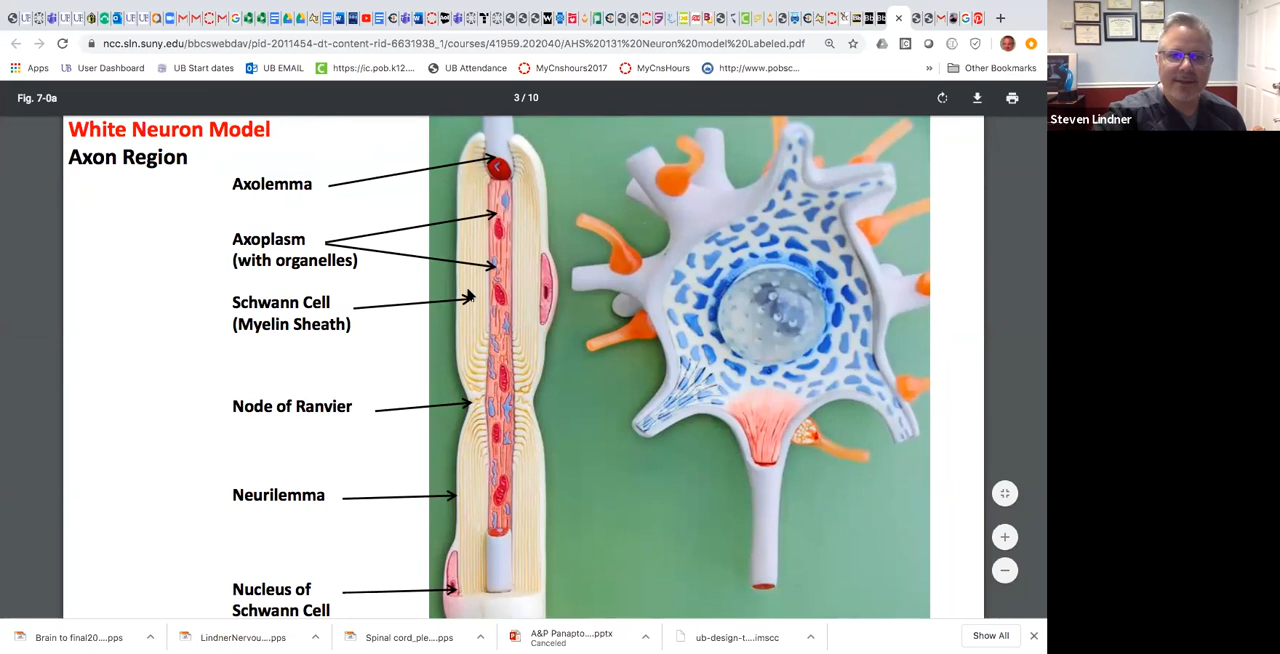 ncc.sln.suny.edu/bbcswebdav/pid-2011454-dt-content-rid-6631938_1/courses/41959.202040/AHS%20131%20Neuron%20model%20Labeled.pdf
Apps UB User Dashboard UB UB Start dates UB EMAIL https://ic.pob.k12.... UB Attendance MyCnshours2017 MyCnsHours http://www.pobsc... » Other Bookmarks
Fig. 7-0a 3 / 10
Steven Lindner
White Neuron Model
Axon Region
Axolemma
Axoplasm
(with organelles)
Schwann Cell
(Myelin Sheath)
Node of Ranvier
Neurilemma
Nucleus of
Schwann Cell
Brain to final20....pps LindnerNervou....pps Spinal cord_ple....pps A&P Panapto....pptx ub-design-t....imscc Show All
Canceled